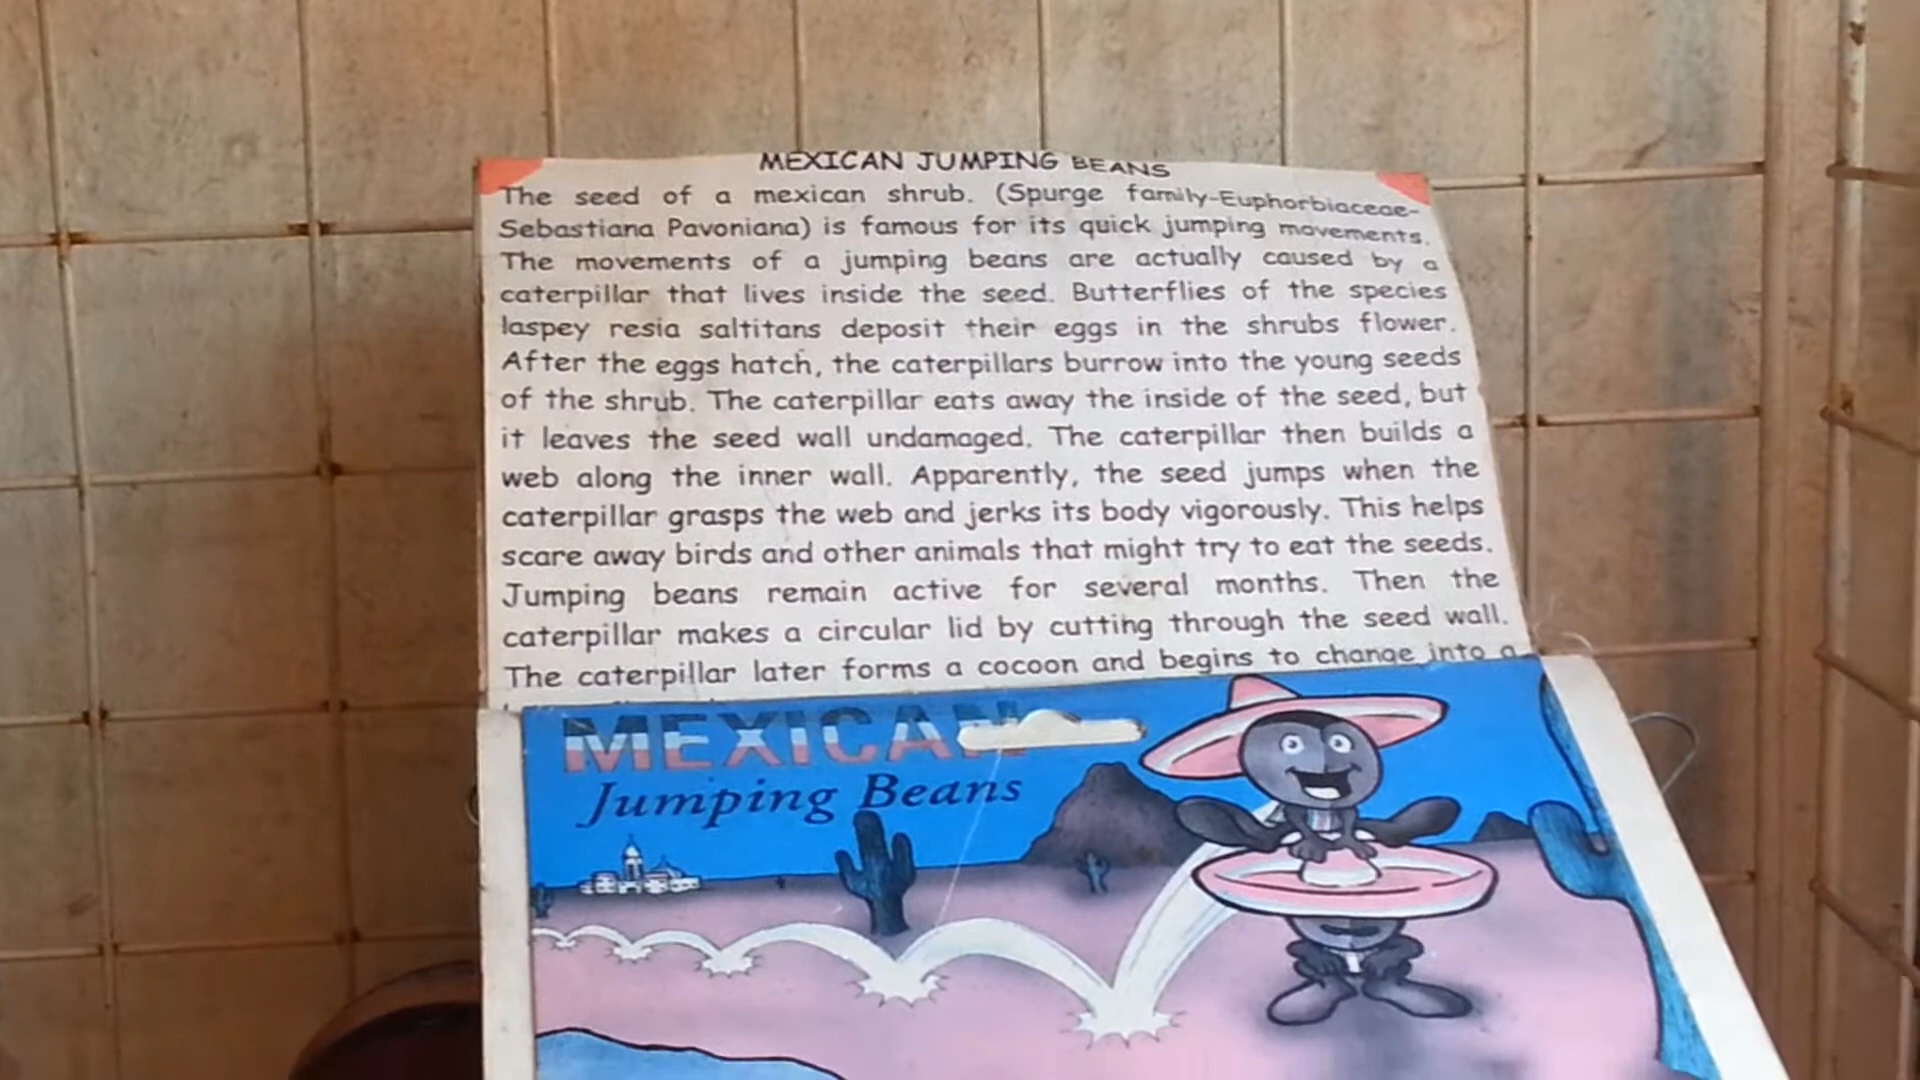 MEXICAN JUMPING BEANS
The seed of a mexican shrub. (Spurge family-Euphorbiaceae-
Sebastiana Pavoniana) is famous for its quick jumping movements.
The movements of a jumping beans are actually caused by a
caterpillar that lives inside the seed. Butterflies of the species
laspey resia saltitans deposit their eggs in the shrubs flower.
After the eggs hatch, the caterpillars burrow into the young seeds
of the shrub. The caterpillar eats away the inside of the seed, but
it leaves the seed wall undamaged. The caterpillar then builds a
web along the inner wall. Apparently, the seed jumps when the
caterpillar grasps the web and jerks its body vigorously. This helps
scare away birds and other animals that might try to eat the seeds.
Jumping beans remain active for several months. Then the
caterpillar makes a circular lid by cutting through the seed wall.
The caterpillar later forms a cocoon and begins to change into a
MEXICAN
Jumping Beans